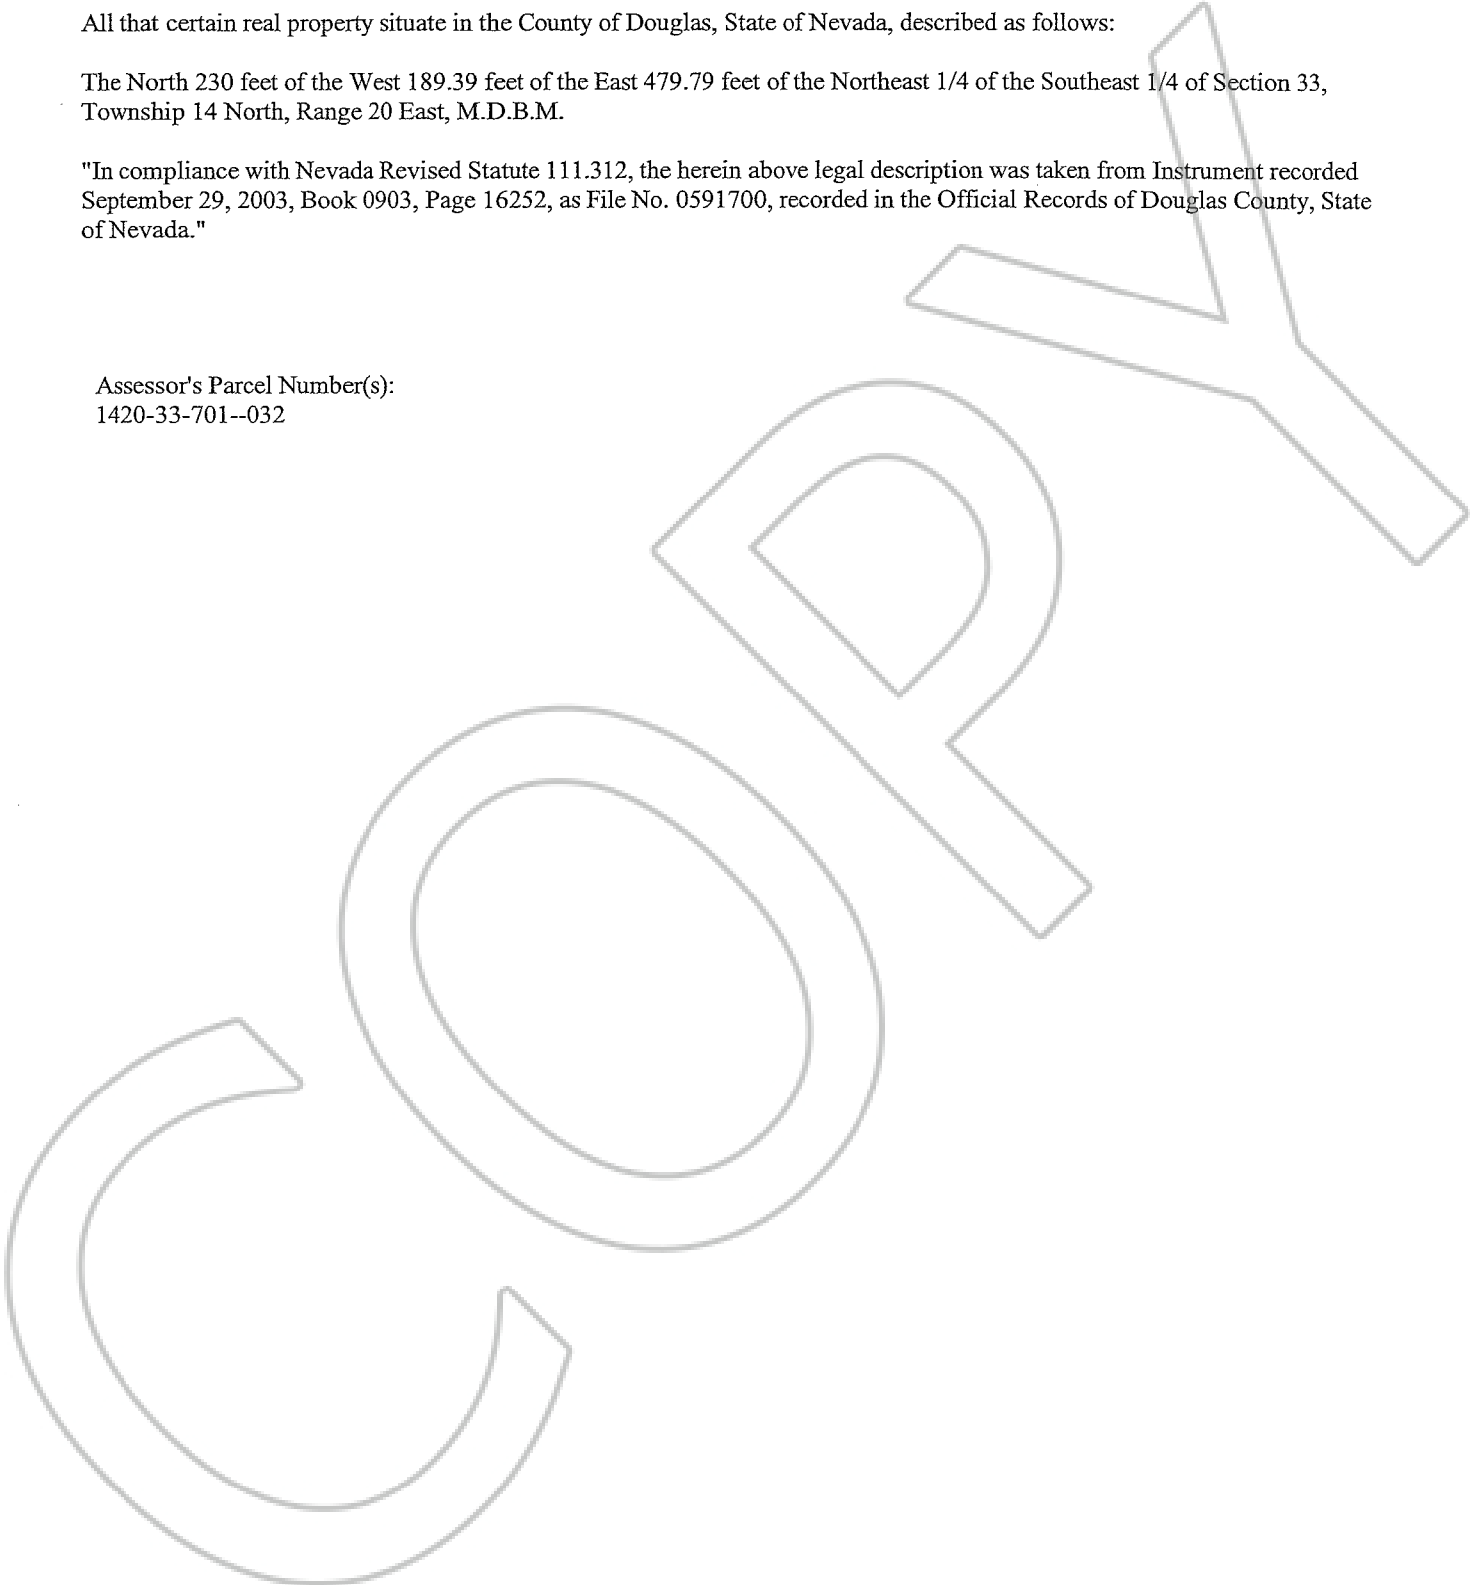 All that certain real property situate in the County of Douglas, State of Nevada, described as follows:
The North 230 feet of the West 189.39 feet of the East 479.79 feet of the Northeast 1/4 of the Southeast 1/4 of Section 33,
Township 14 North, Range 20 East, M.D.B.M.
"In compliance with Nevada Revised Statute 111.312, the herein above legal description was taken from Instrument recorded
September 29, 2003, Book 0903, Page 16252, as File No. 0591700, recorded in the Official Records of Douglas County, State
of Nevada."
Assessor's Parcel Number(s):
1420-33-701--032
COPY